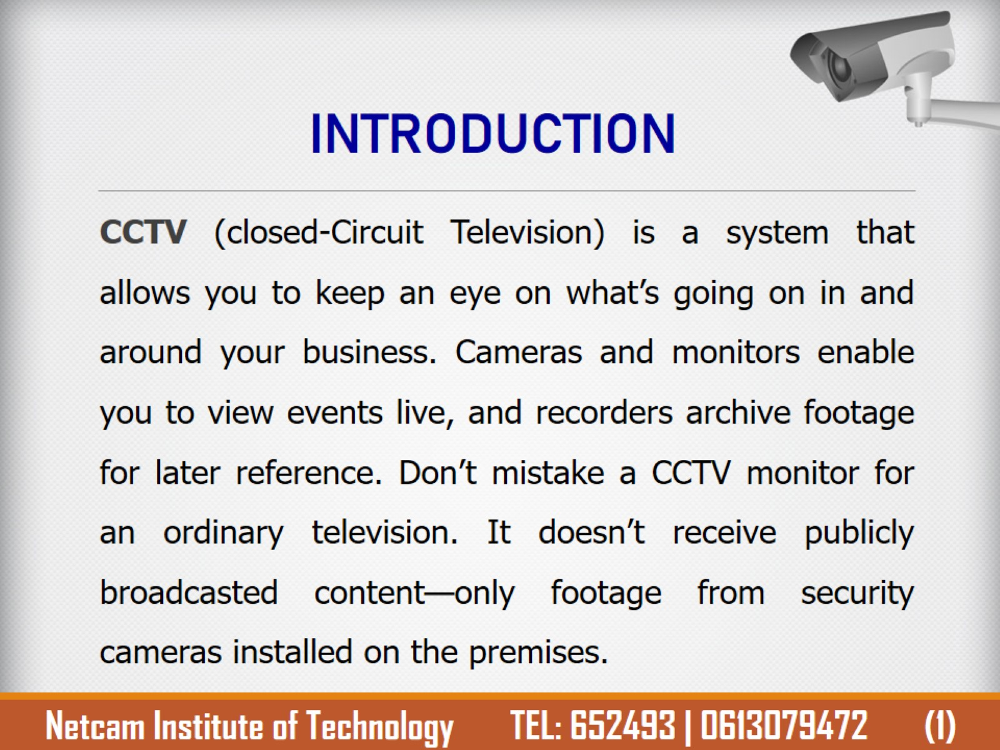 INTRODUCTION
CCTV (closed-Circuit Television) is a system that
allows you to keep an eye on what’s going on in and
around your business. Cameras and monitors enable
you to view events live, and recorders archive footage
for later reference. Don’t mistake a CCTV monitor for
an ordinary television. It doesn’t receive publicly
broadcasted content—only footage from security
cameras installed on the premises.
Netcam Institute of Technology TEL: 652493 | 0613079472 (1)